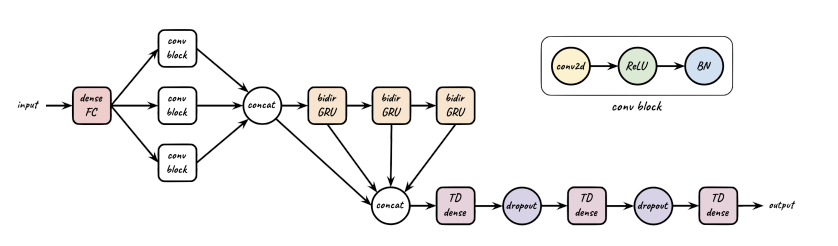 input
dense
FC
conv
block
conv
block
conv
block
concat
bidir
GRU
bidir
GRU
bidir
GRU
concat
TD
dense
dropout
TD
dense
dropout
TD
dense
output
conv2d
ReLU
BN
conv block